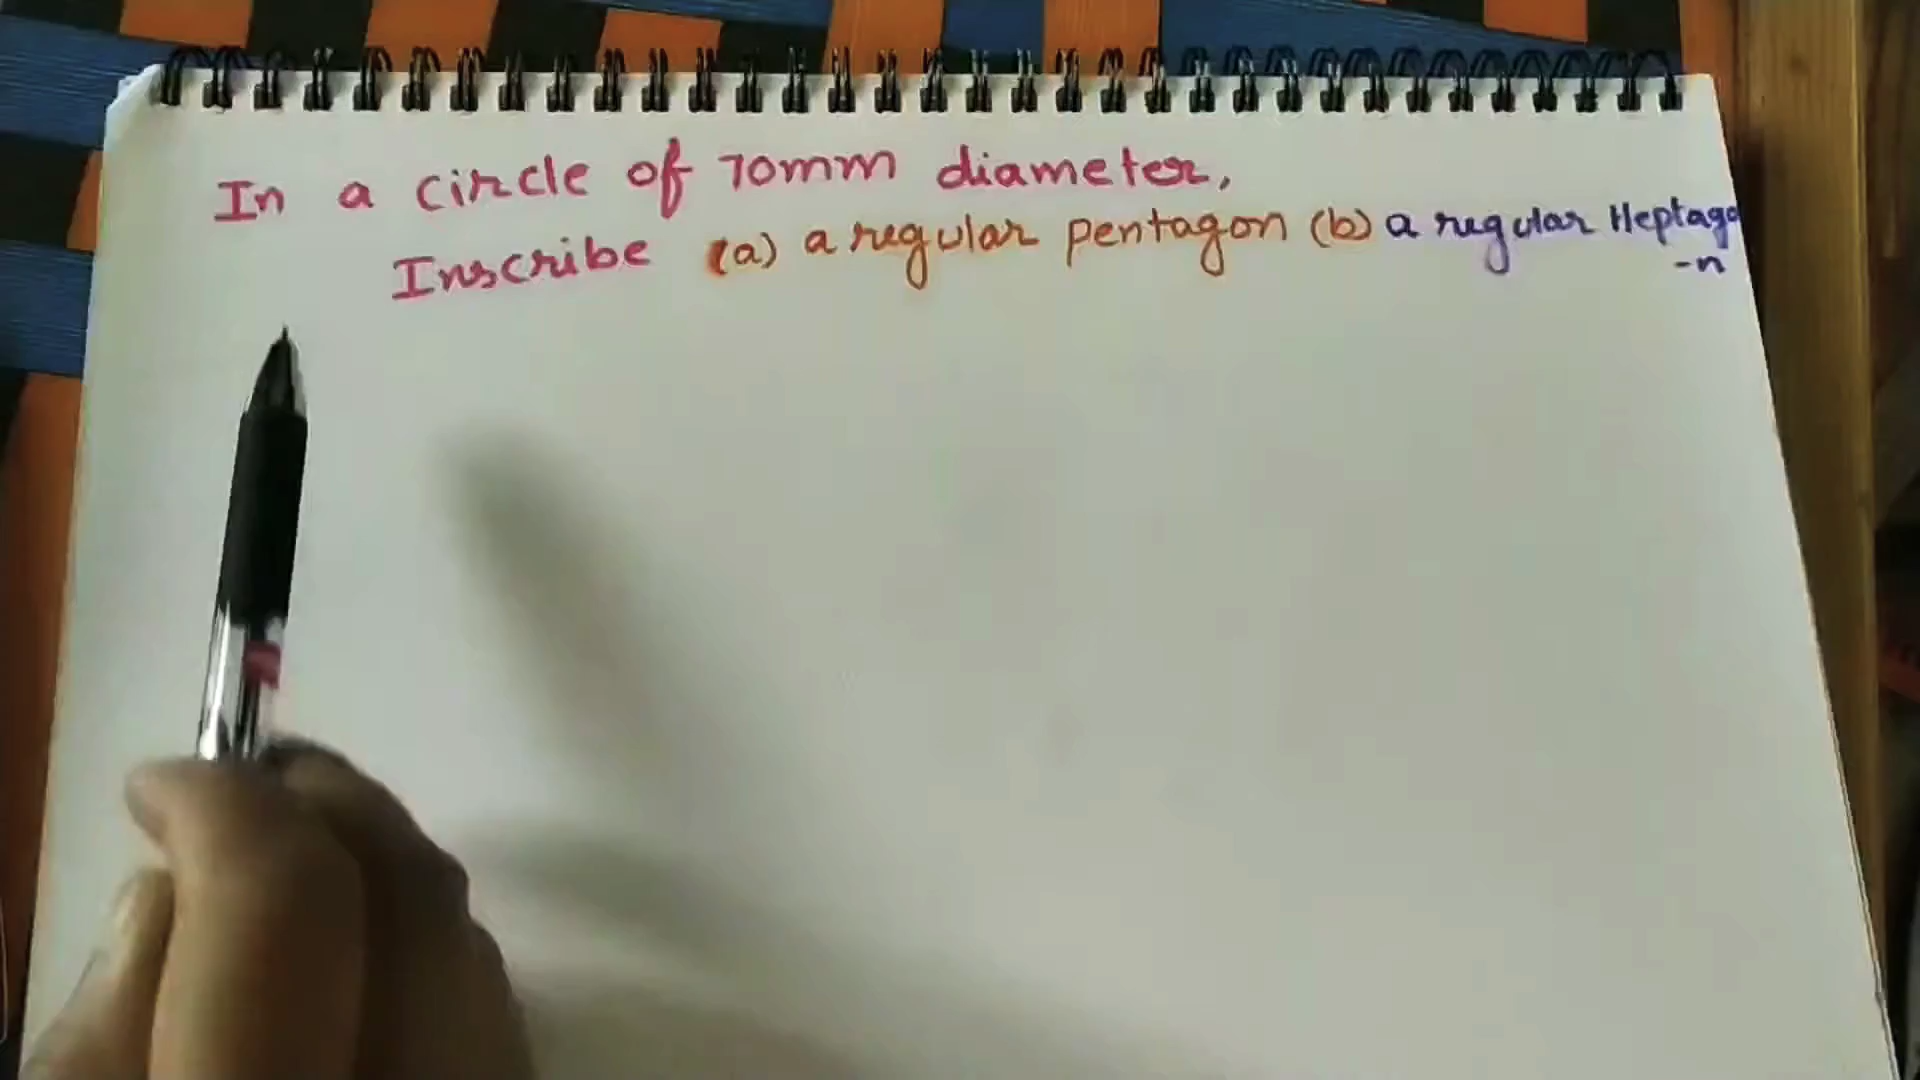 In a circle of 70mm diameter,
Inscribe (a) a regular pentagon (b) a regular Heptago
-n